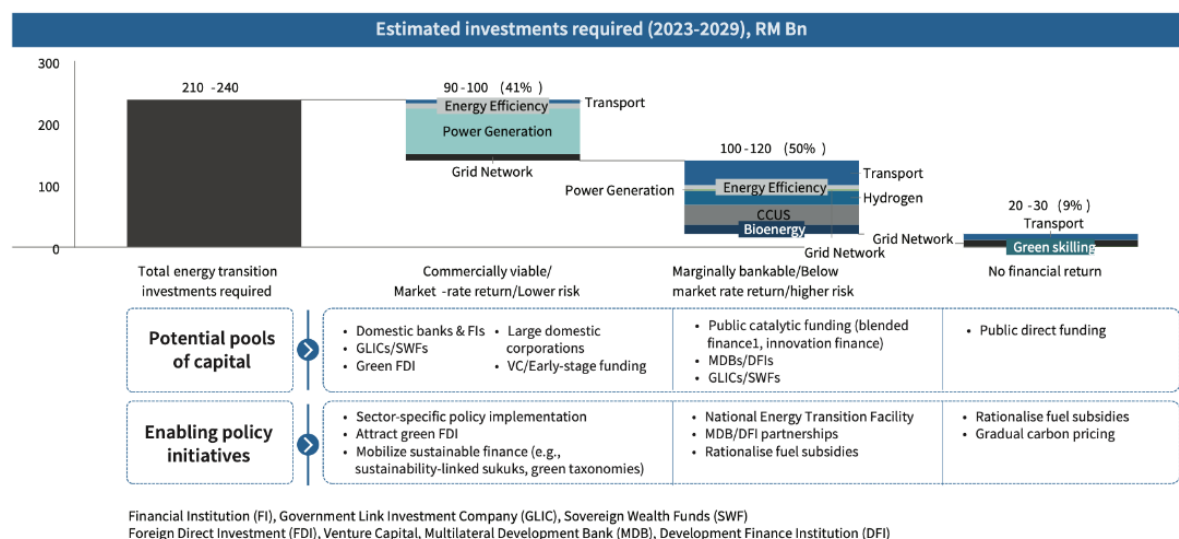 Estimated investments required (2023-2029), RM Bn
300
200
100
0
210 -240
90-100 (41%)
Energy Efficiency
Transport
Power Generation
Grid Network
100-120 (50%)
Transport
Power Generation
Energy Efficiency
Hydrogen
CCUS
Bioenergy
Grid Network
20 -30 (9%)
Transport
Grid Network
Green skilling
Total energy transition
investments required
Commercially viable/
Market -rate return/Lower risk
Marginally bankable/Below
market rate return/higher risk
No financial return
Potential pools
of capital
• Domestic banks & FIs
• GLICs/SWFs
• Green FDI
• Large domestic
corporations
• VC/Early-stage funding
• Public catalytic funding (blended
finance1, innovation finance)
• MDBs/DFIs
• GLICs/SWFs
• Public direct funding
Enabling policy
initiatives
• Sector-specific policy implementation
• Attract green FDI
• Mobilize sustainable finance (e.g.,
sustainability-linked sukuks, green taxonomies)
• National Energy Transition Facility
• MDB/DFI partnerships
• Rationalise fuel subsidies
• Rationalise fuel subsidies
• Gradual carbon pricing
Financial Institution (FI), Government Link Investment Company (GLIC), Sovereign Wealth Funds (SWF)
Foreign Direct Investment (FDI), Venture Capital, Multilateral Development Bank (MDB), Development Finance Institution (DFI)